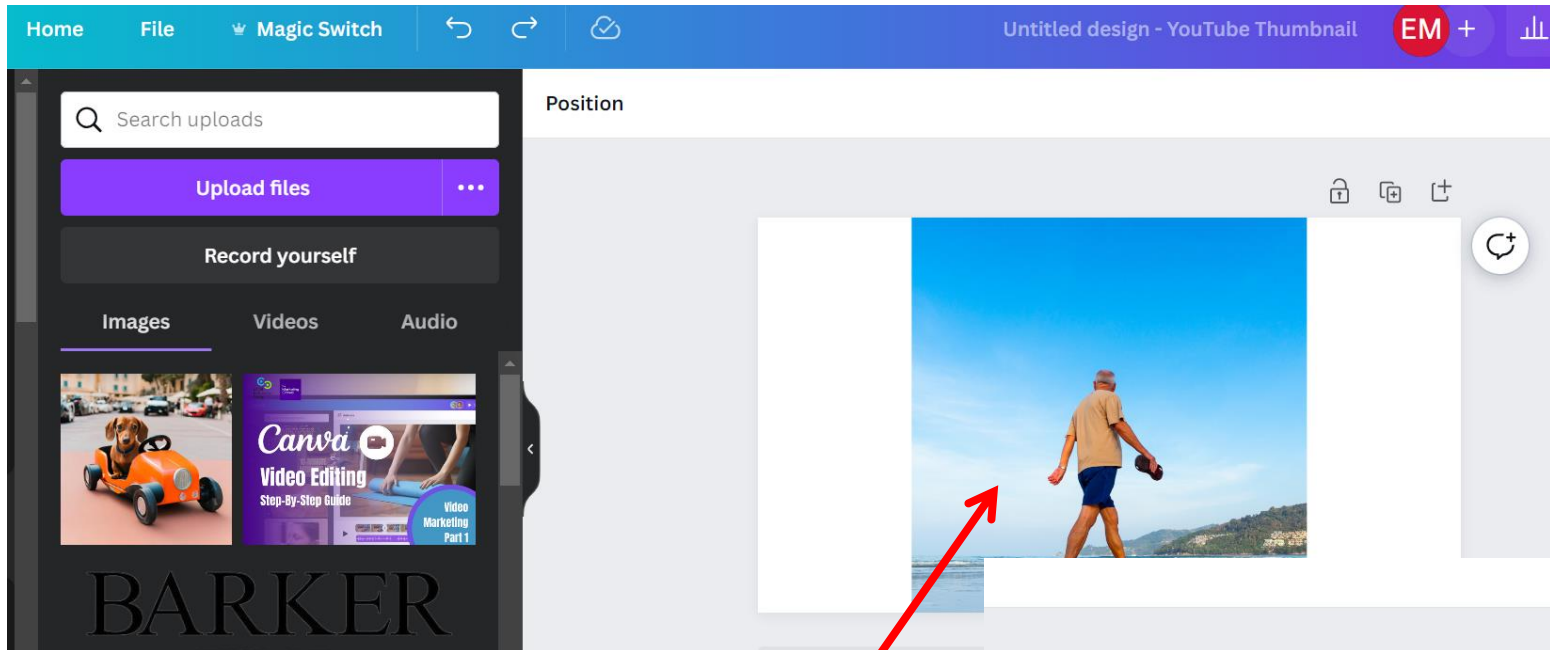 Home File Magic Switch Untitled design - YouTube Thumbnail EM +
Search uploads
Position
Upload files
Record yourself
Images Videos Audio
Canva
Video Editing
Step-By-Step Guide
Video
Marketing
Part 1
BARKER